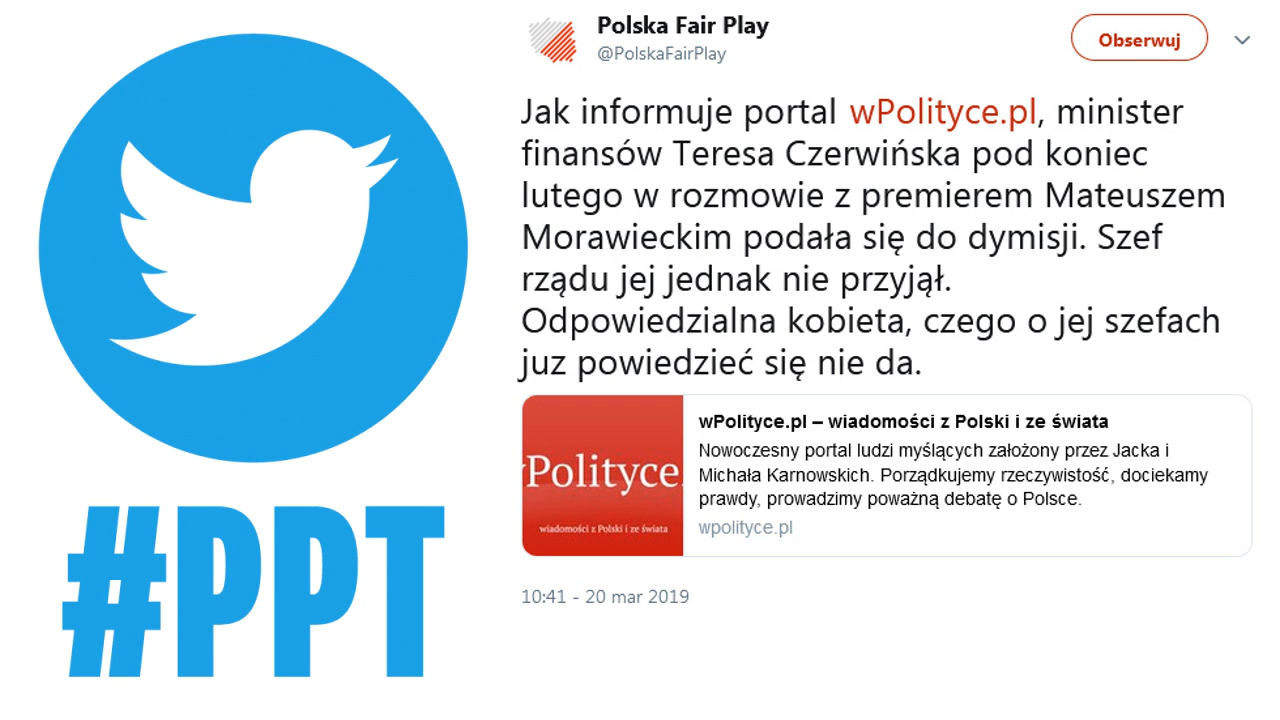 #PPT
Polska Fair Play
@PolskaFairPlay
Obserwuj
Jak informuje portal wPolityce.pl, minister
finansów Teresa Czerwińska pod koniec
lutego w rozmowie z premierem Mateuszem
Morawieckim podała się do dymisji. Szef
rządu jej jednak nie przyjął.
Odpowiedzialna kobieta, czego o jej szefach
juz powiedzieć się nie da.
wPolityce.
wiadomości z Polski i ze świata
wPolityce.pl – wiadomości z Polski i ze świata
Nowoczesny portal ludzi myślących założony przez Jacka i
Michała Karnowskich. Porządkujemy rzeczywistość, dociekamy
prawdy, prowadzimy poważną debatę o Polsce.
wpolityce.pl
10:41 - 20 mar 2019